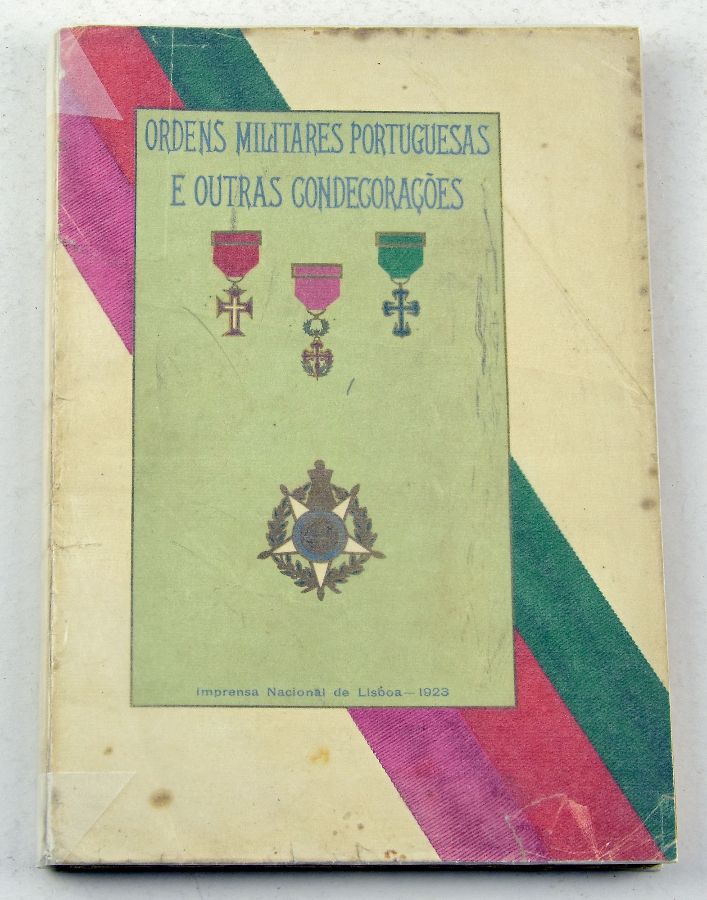 ORDENS MILITARES PORTUGUESAS
E OUTRAS CONDECORAÇÕES
Imprensa Nacional de Lisboa—1923